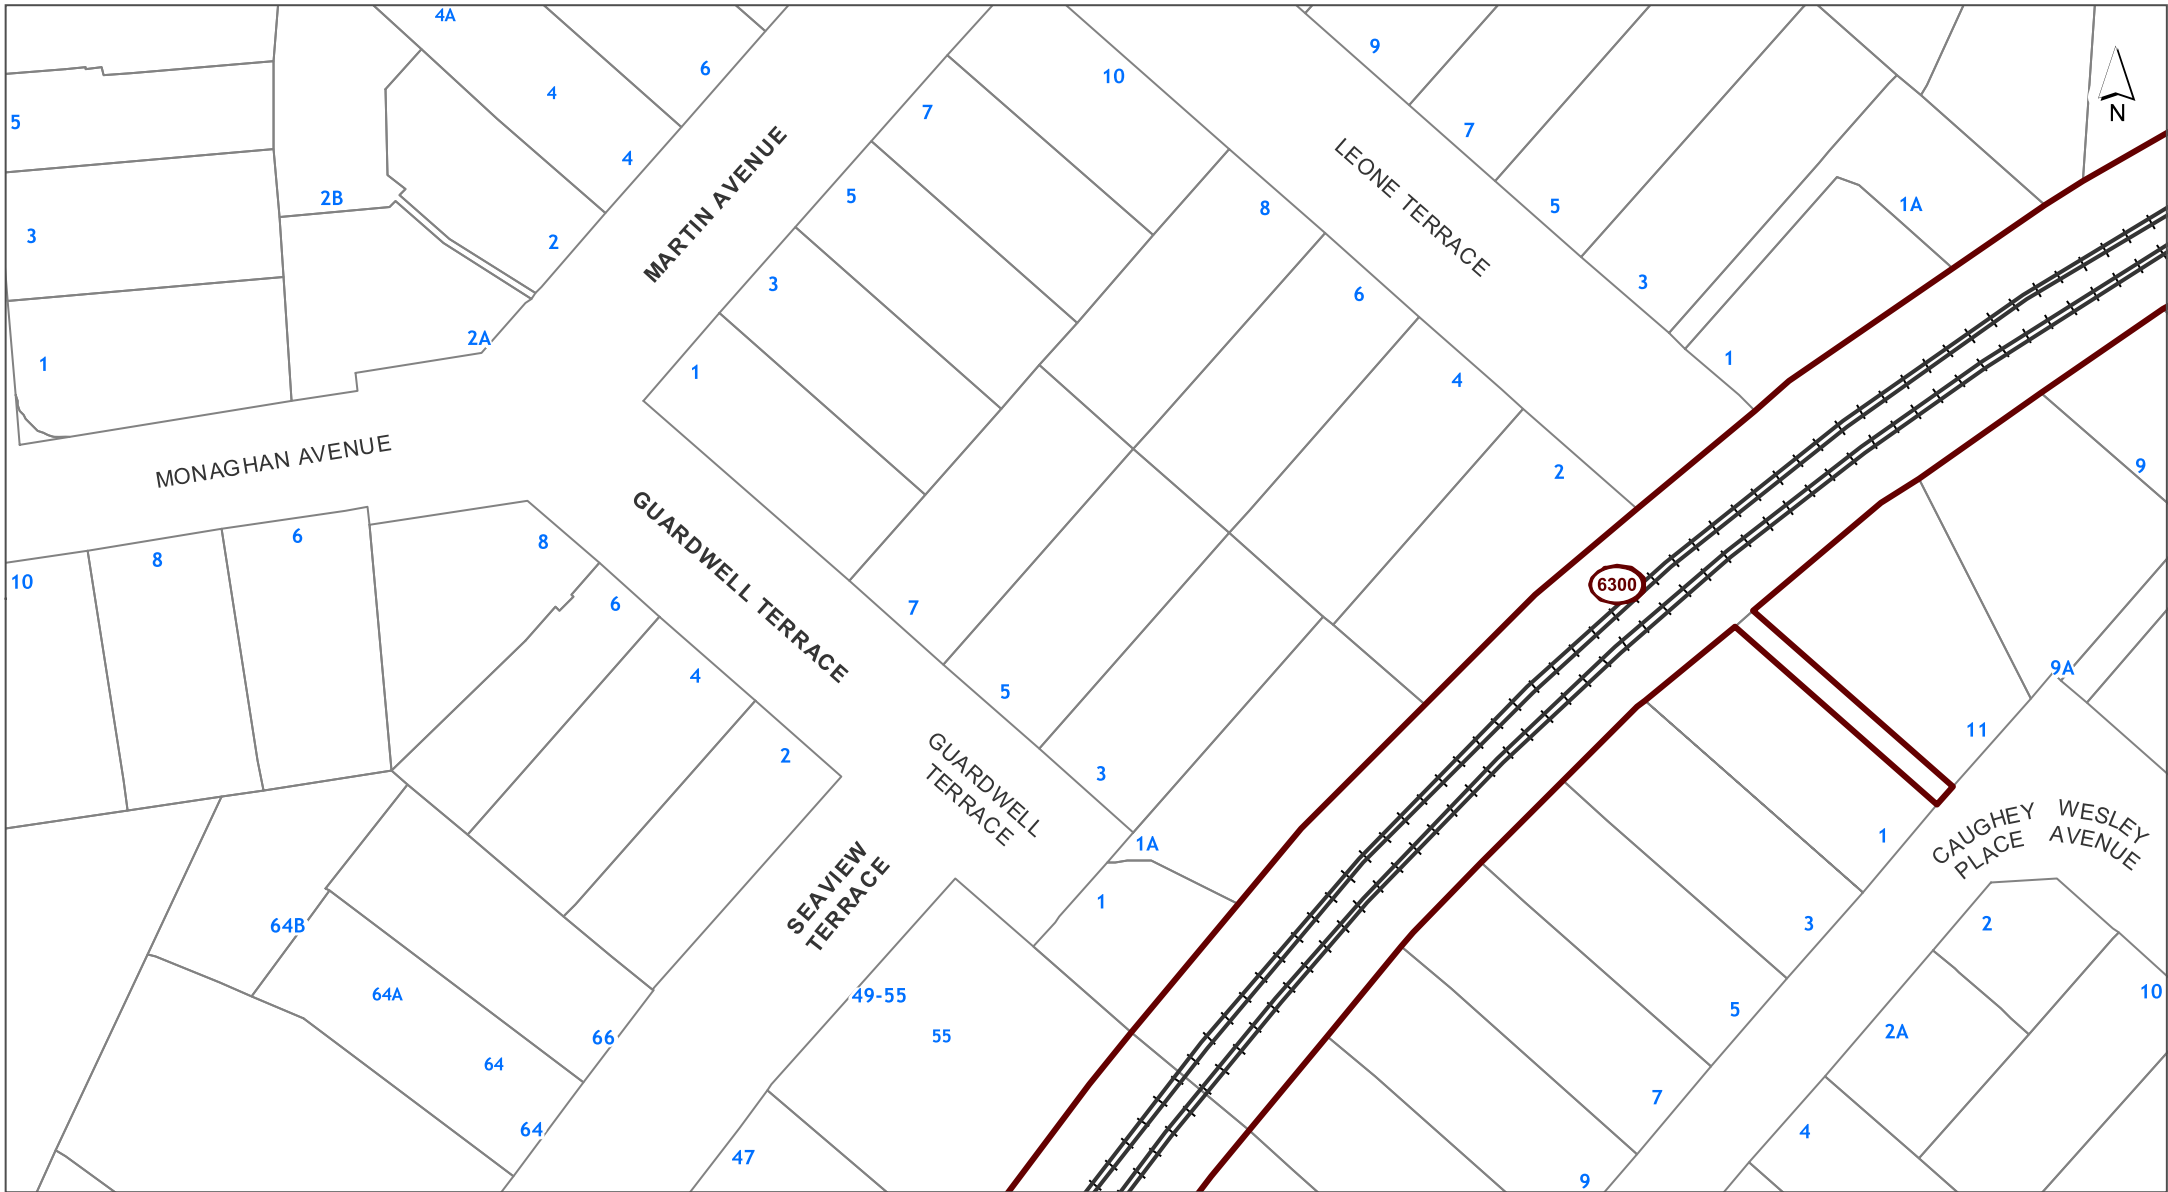 4A
9
6
10
4
7
5
7
N
4
MARTIN AVENUE
LEONE TERRACE
2B
5
1A
5
8
3
2
3
3
6
2A
1
1
1
4
MONAGHAN AVENUE
9
2
GUARDWELL TERRACE
6
8
8
10
6300
6
7
9A
4
5
11
2
GUARDWELL
TERRACE
3
CAUGHEY
PLACE
WESLEY
AVENUE
1
1A
SEAVIEW
TERRACE
1
3
2
64B
64A
49-55
10
5
2A
55
66
64
7
4
64
47
9